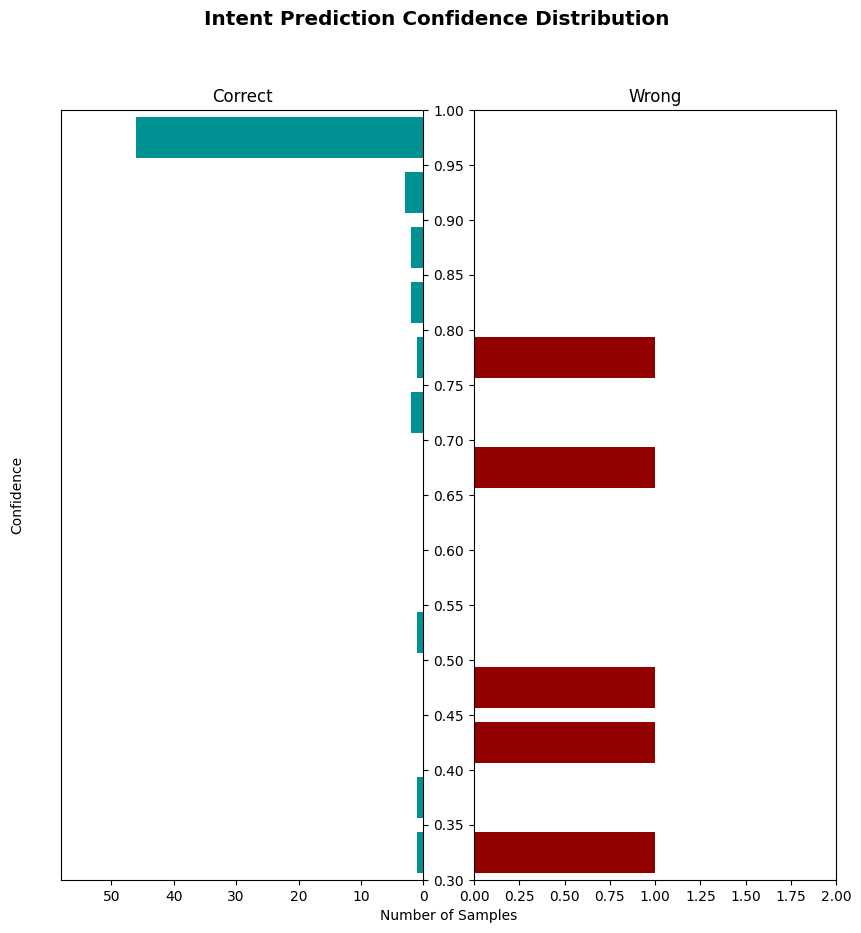 Intent Prediction Confidence Distribution
Correct
Wrong
1.00
0.95
0.90
0.85
0.80
0.75
0.70
0.65
0.60
0.55
0.50
0.45
0.40
0.35
0.30
Confidence
50 40 30 20 10 0
0.00 0.25 0.50 0.75 1.00 1.25 1.50 1.75 2.00
Number of Samples